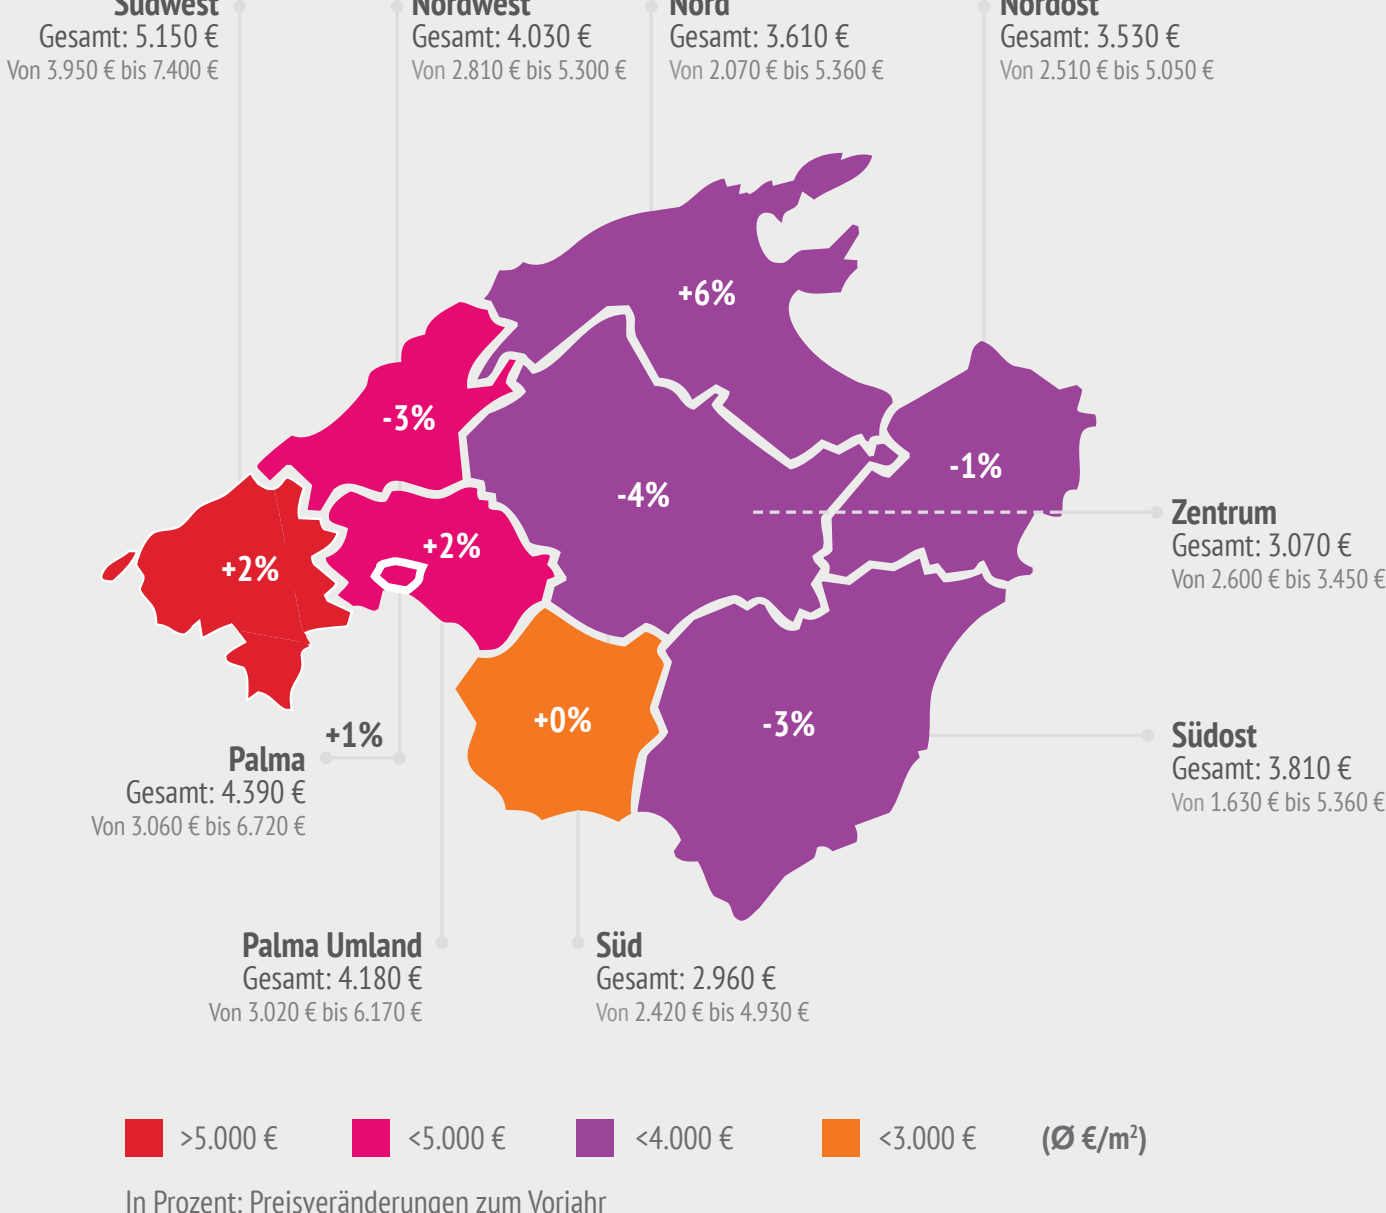 Südwest
Gesamt: 5.150 €
Von 3.950 € bis 7.400 €
Nordwest
Gesamt: 4.030 €
Von 2.810 € bis 5.300 €
Nord
Gesamt: 3.610 €
Von 2.070 € bis 5.360 €
Nordost
Gesamt: 3.530 €
Von 2.510 € bis 5.050 €
+6%
-3%
-1%
-4%
Zentrum
Gesamt: 3.070 €
Von 2.600 € bis 3.450 €
+2%
+2%
+0%
-3%
Südost
Gesamt: 3.810 €
Von 1.630 € bis 5.360 €
+1%
Palma
Gesamt: 4.390 €
Von 3.060 € bis 6.720 €
Palma Umland
Gesamt: 4.180 €
Von 3.020 € bis 6.170 €
Süd
Gesamt: 2.960 €
Von 2.420 € bis 4.930 €
>5.000 € <5.000 € <4.000 € <3.000 € (Ø €/m²)
In Prozent: Preisveränderungen zum Vorjahr